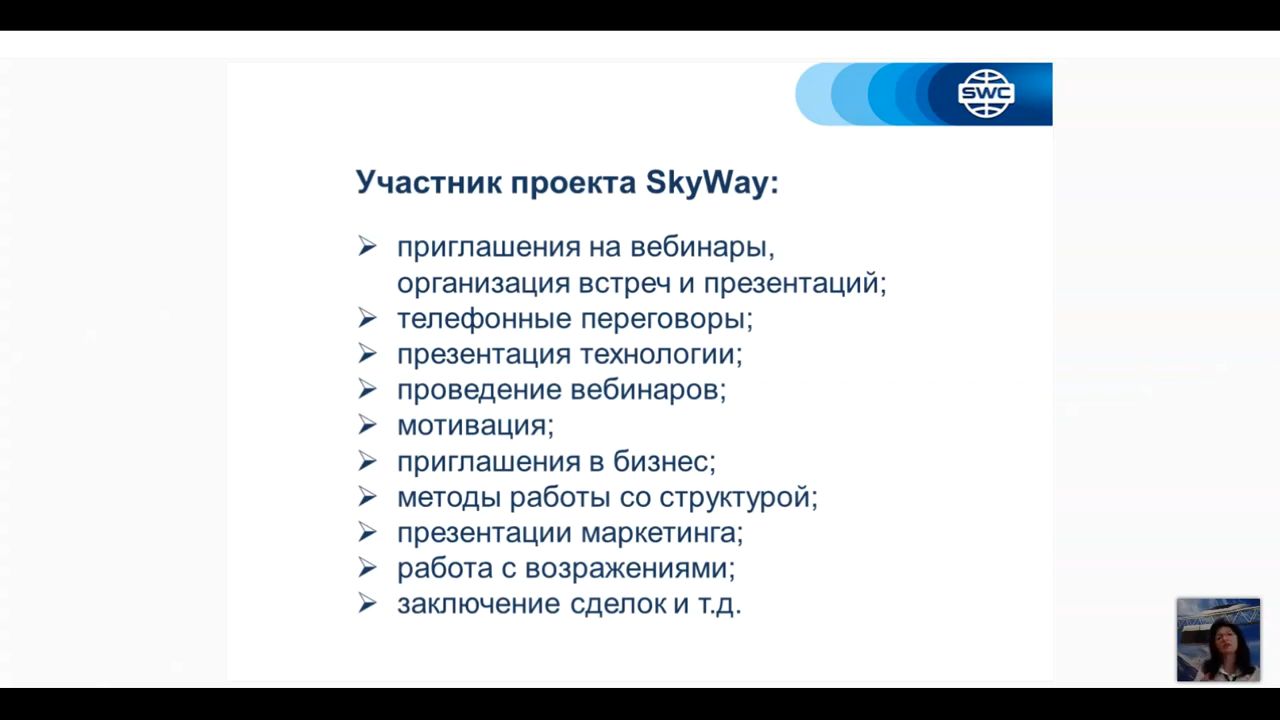 SWC
Участник проекта SkyWay:
приглашения на вебинары,
организация встреч и презентаций;
телефонные переговоры;
презентация технологии;
проведение вебинаров;
мотивация;
приглашения в бизнес;
методы работы со структурой;
презентации маркетинга;
работа с возражениями;
заключение сделок и т.д.